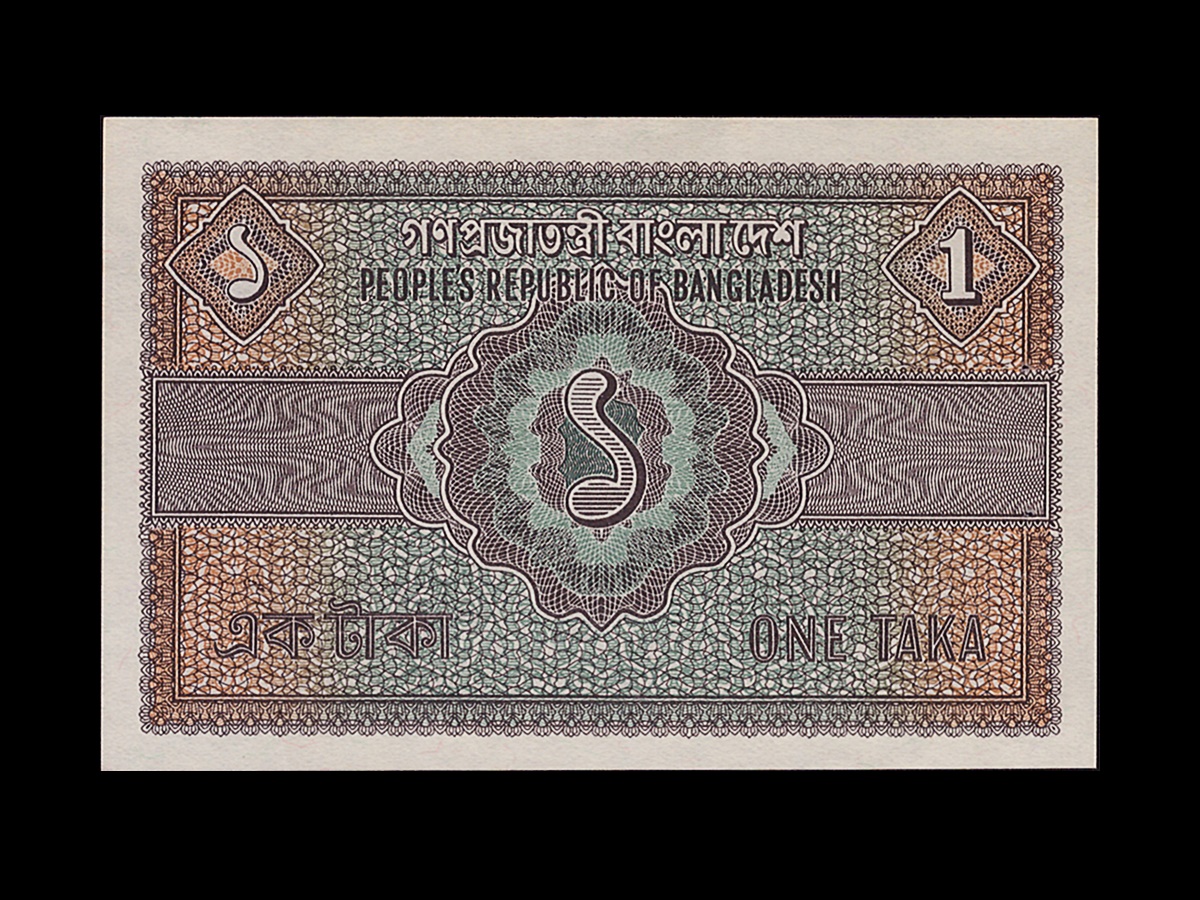 গণপ্রজাতন্ত্রী বাংলাদেশ
PEOPLE'S REPUBLIC OF BANGLADESH
১
1
১
এক টাকা
ONE TAKA